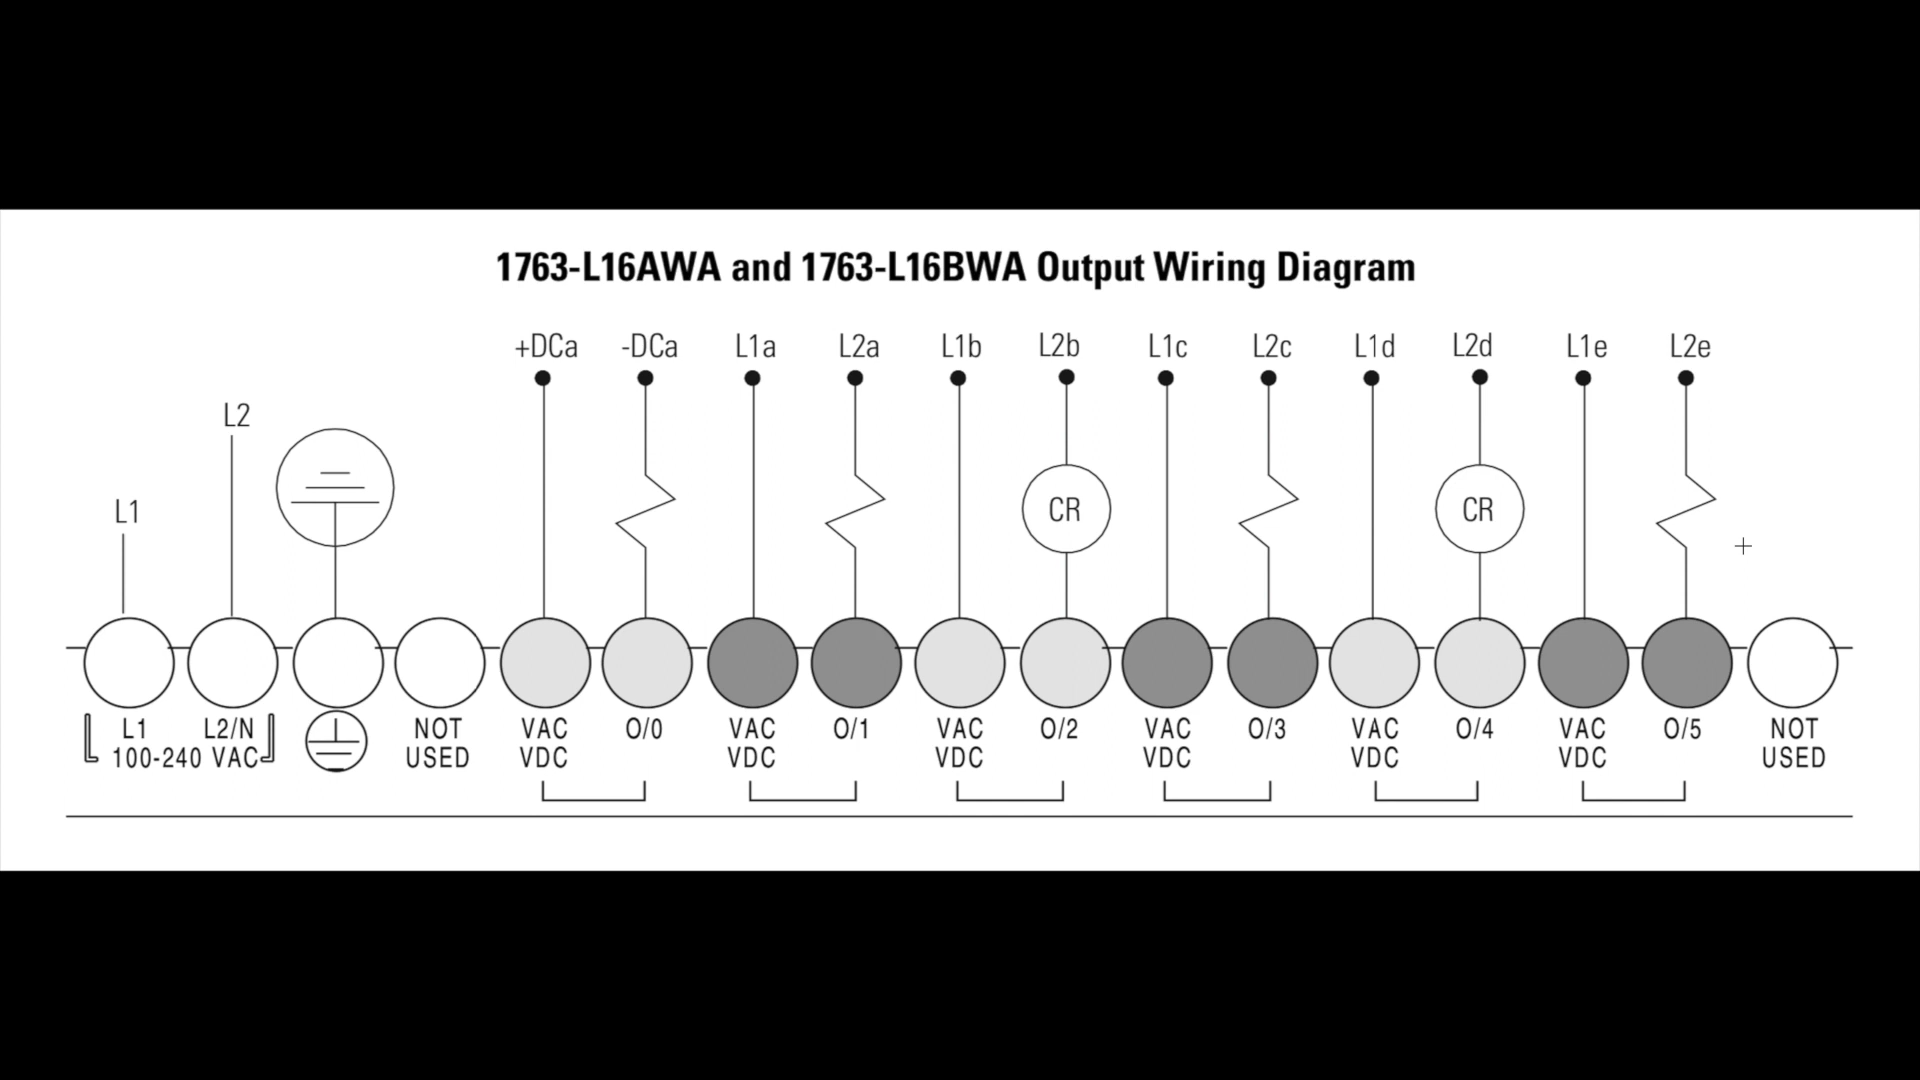 1763-L16AWA and 1763-L16BWA Output Wiring Diagram
+DCa -DCa L1a L2a L1b L2b L1c L2c L1d L2d L1e L2e
L2
L1
CR CR
L1 L2/N NOT VAC O/0 VAC O/1 VAC O/2 VAC O/3 VAC O/4 VAC O/5 NOT
100-240 VAC USED VDC VDC VDC VDC VDC VDC USED